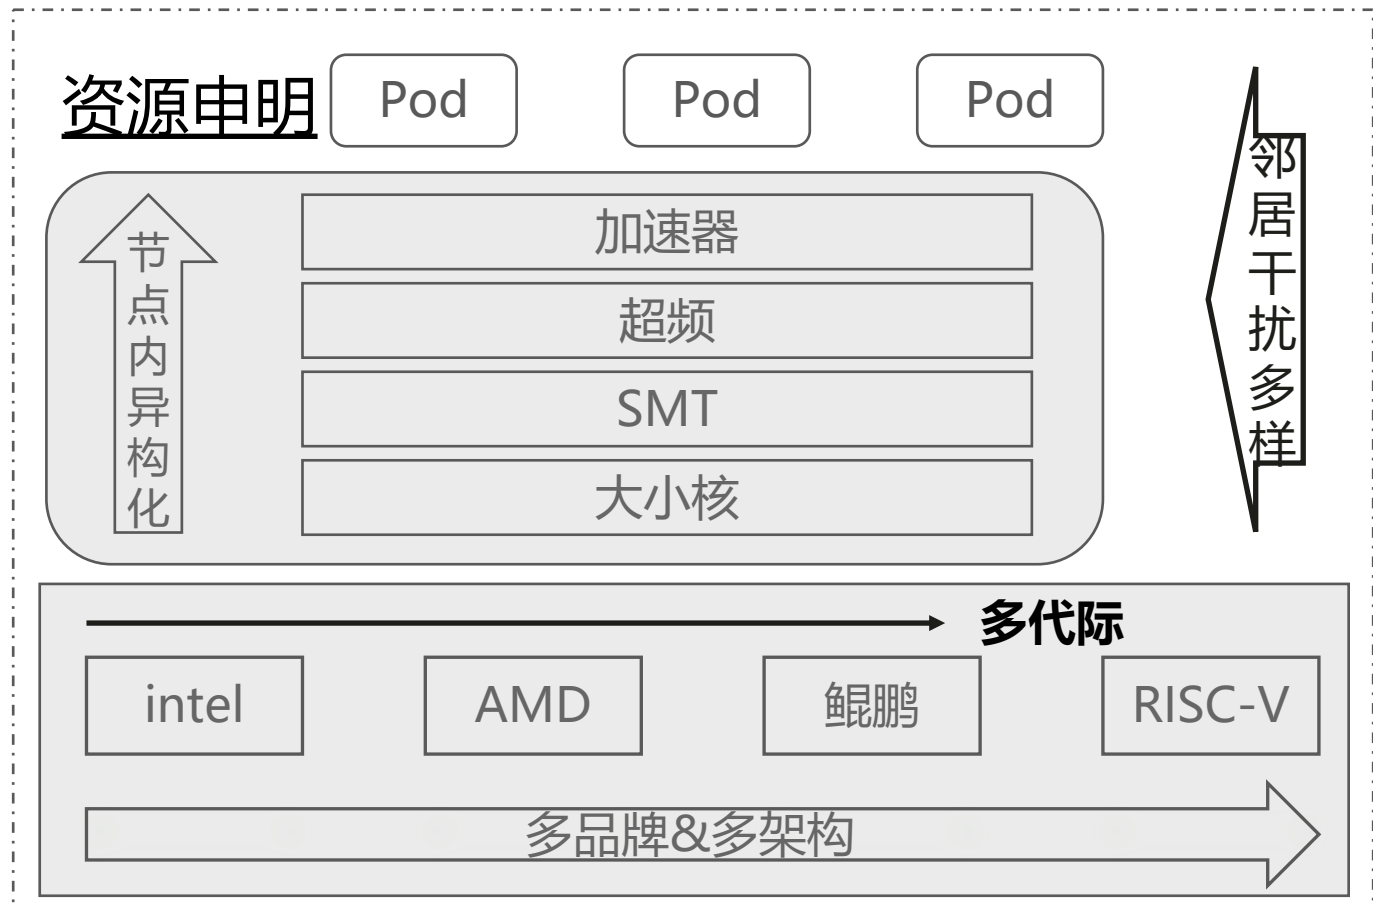 资源申明
Pod
Pod
Pod
邻居干扰多样
节点内异构化
加速器
超频
SMT
大小核
多代际
intel
AMD
鲲鹏
RISC-V
多品牌&多架构